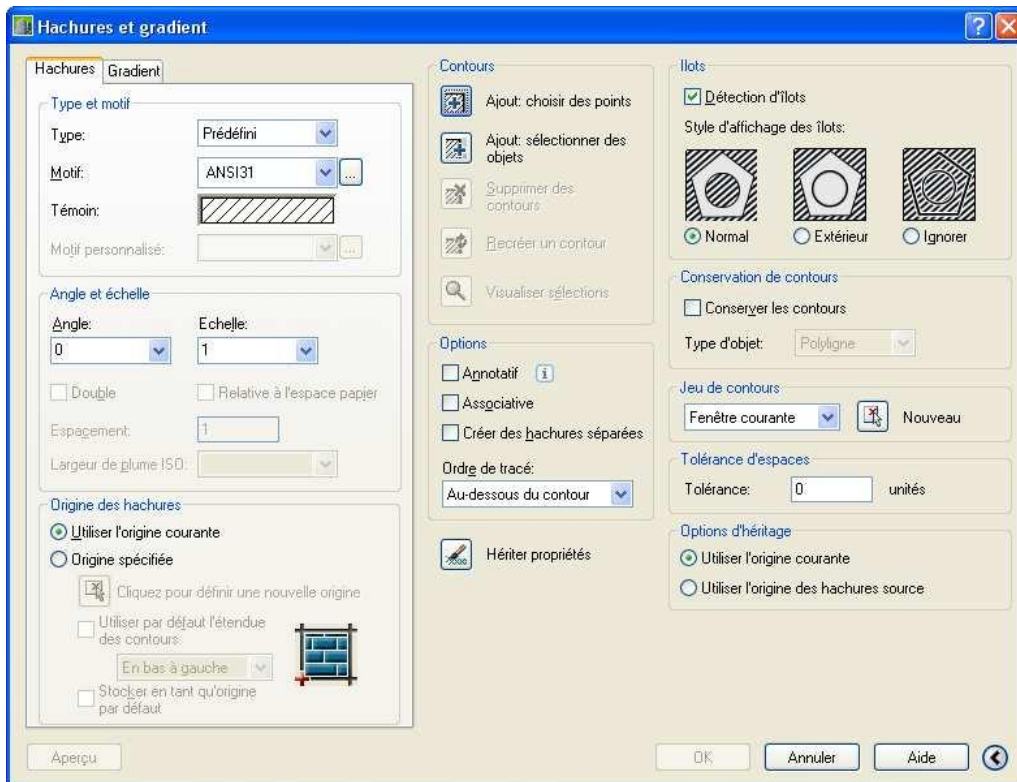 Hachures et gradient
Hachures
Gradient
Type et motif
Type:
Prédéfini
Motif:
ANSI31
...
Témoin:
Motif personnalisé:
...
Angle et échelle
Angle:
Echelle:
0
1
Double
Relative à l'espace papier
Espacement:
1
Largeur de plume ISO:
Origine des hachures
Utiliser l'origine courante
Origine spécifiée
Cliquez pour définir une nouvelle origine
Utiliser par défaut l'étendue
des contours
En bas à gauche
Stocker en tant qu'origine
par défaut
Aperçu
Contours
Ajout: choisir des points
Ajout: sélectionner des
objets
Supprimer des
contours
Recréer un contour
Visualiser sélections
Options
Annotatif
Associative
Créer des hachures séparées
Ordre de tracé:
Au-dessous du contour
Hériter propriétés
Ilots
Détection d'îlots
Style d'affichage des îlots:
Normal
Extérieur
Ignorer
Conservation de contours
Conserver les contours
Type d'objet:
Polyligne
Jeu de contours
Fenêtre courante
Nouveau
Tolérance d'espaces
Tolérance:
0
unités
Options d'héritage
Utiliser l'origine courante
Utiliser l'origine des hachures source
OK
Annuler
Aide